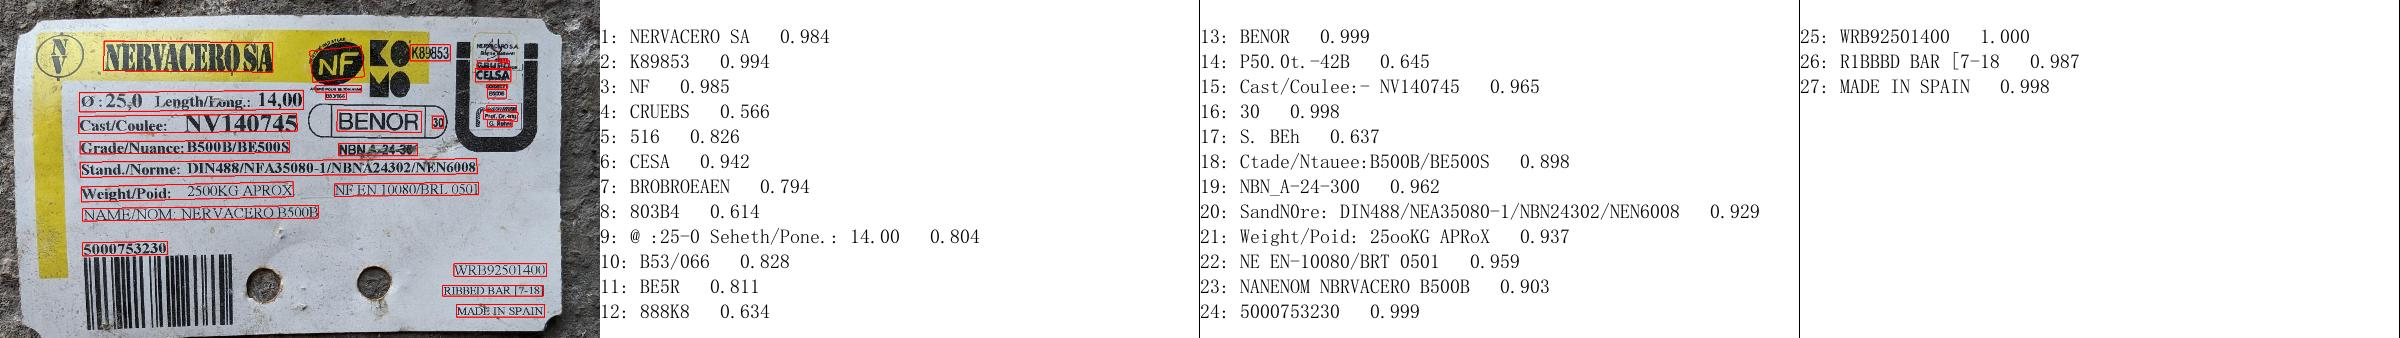 N V
NERVACERO SA
NF
KOMO
K89853
CELSA
Ø : 25,0 Length/Long.: 14,00
Cast/Coulee: NV140745
BENOR 30
Grade/Nuance: B500B/BE500S
NBN A-24-30
Stand./Norme: DIN488/NFA35080-1/NBNA24302/NEN6008
Weight/Poid: 2500KG APROX
NF EN 10080/BRL 0501
NAME/NOM: NERVACERO B500B
5000753230
WRB92501400
RIBBED BAR [7-18]
MADE IN SPAIN
1: NERVACERO SA 0.984
2: K89853 0.994
3: NF 0.985
4: CRUEBS 0.566
5: 516 0.826
6: CESA 0.942
7: BROBROEAEN 0.794
8: 803B4 0.614
9: @ :25-0 Seheth/Pone.: 14.00 0.804
10: B53/066 0.828
11: BE5R 0.811
12: 888K8 0.634
13: BENOR 0.999
14: P50.0t.-42B 0.645
15: Cast/Coulee:- NV140745 0.965
16: 30 0.998
17: S. BEh 0.637
18: Ctade/Ntauee:B500B/BE500S 0.898
19: NBN_A-24-300 0.962
20: SandN0re: DIN488/NEA35080-1/NBN24302/NEN6008 0.929
21: Weight/Poid: 25ooKG APRoX 0.937
22: NE EN-10080/BRT 0501 0.959
23: NANENOM NBRVACERO B500B 0.903
24: 5000753230 0.999
25: WRB92501400 1.000
26: R1BBBD BAR [7-18 0.987
27: MADE IN SPAIN 0.998